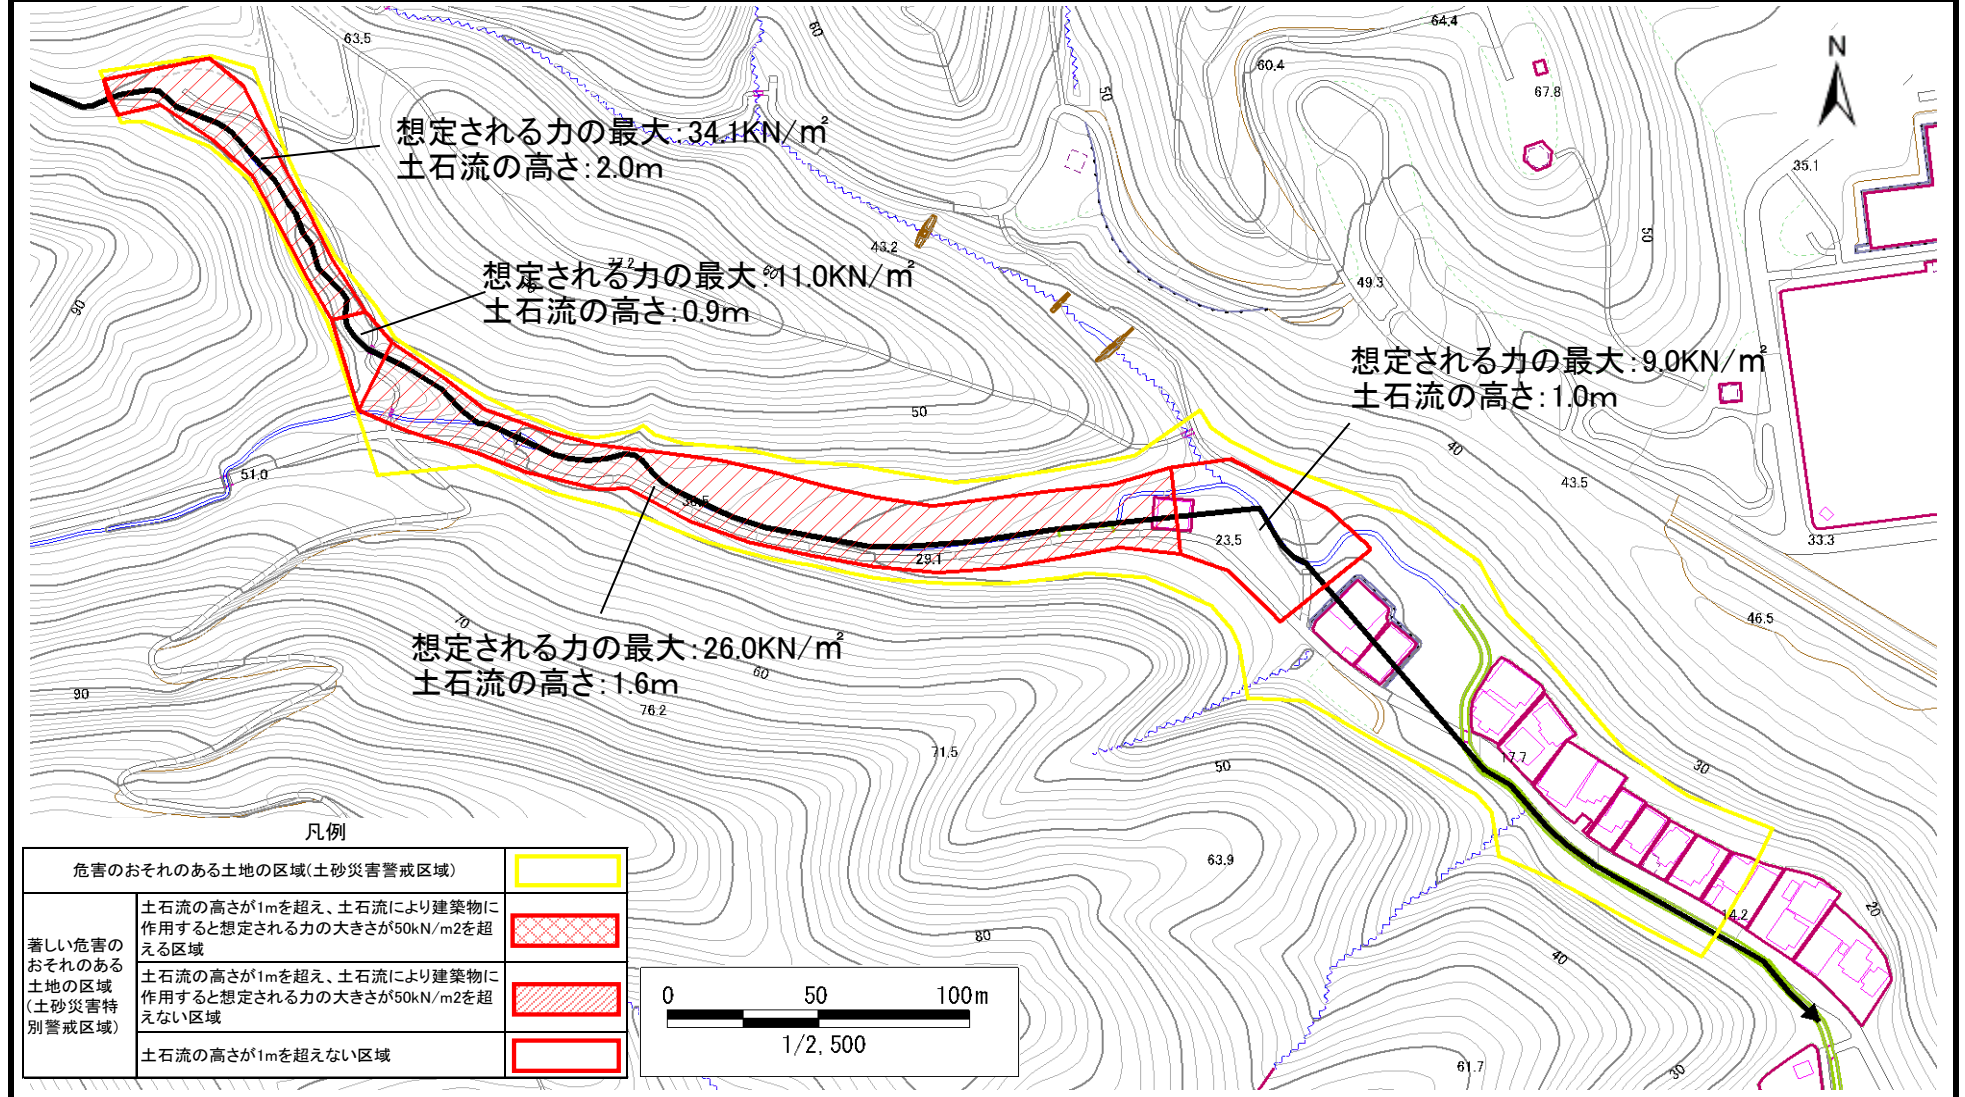 63.5
60
64.4
N
60.4
67.8
50
想定される力の最大:34.1KN/㎡
土石流の高さ:2.0m
35.1
50
43.2
77.2
60
想定される力の最大:11.0KN/㎡
土石流の高さ:0.9m
49.3
90
想定される力の最大:9.0KN/㎡
土石流の高さ:1.0m
50
40
51.0
43.5
23.5
33.3
29.1
70
46.5
想定される力の最大:26.0KN/㎡
土石流の高さ:1.6m
60
90
76.2
71.5
17.7
50
30
63.9
14.2
20
80
40
61.7
30
凡例
危害のおそれのある土地の区域(土砂災害警戒区域)
著しい危害の
おそれのある
土地の区域
(土砂災害特
別警戒区域)
土石流の高さが1mを超え、土石流により建築物に
作用すると想定される力の大きさが50kN/m2を超
える区域
土石流の高さが1mを超え、土石流により建築物に
作用すると想定される力の大きさが50kN/m2を超
えない区域
土石流の高さが1mを超えない区域
0 50 100m
1/2,500